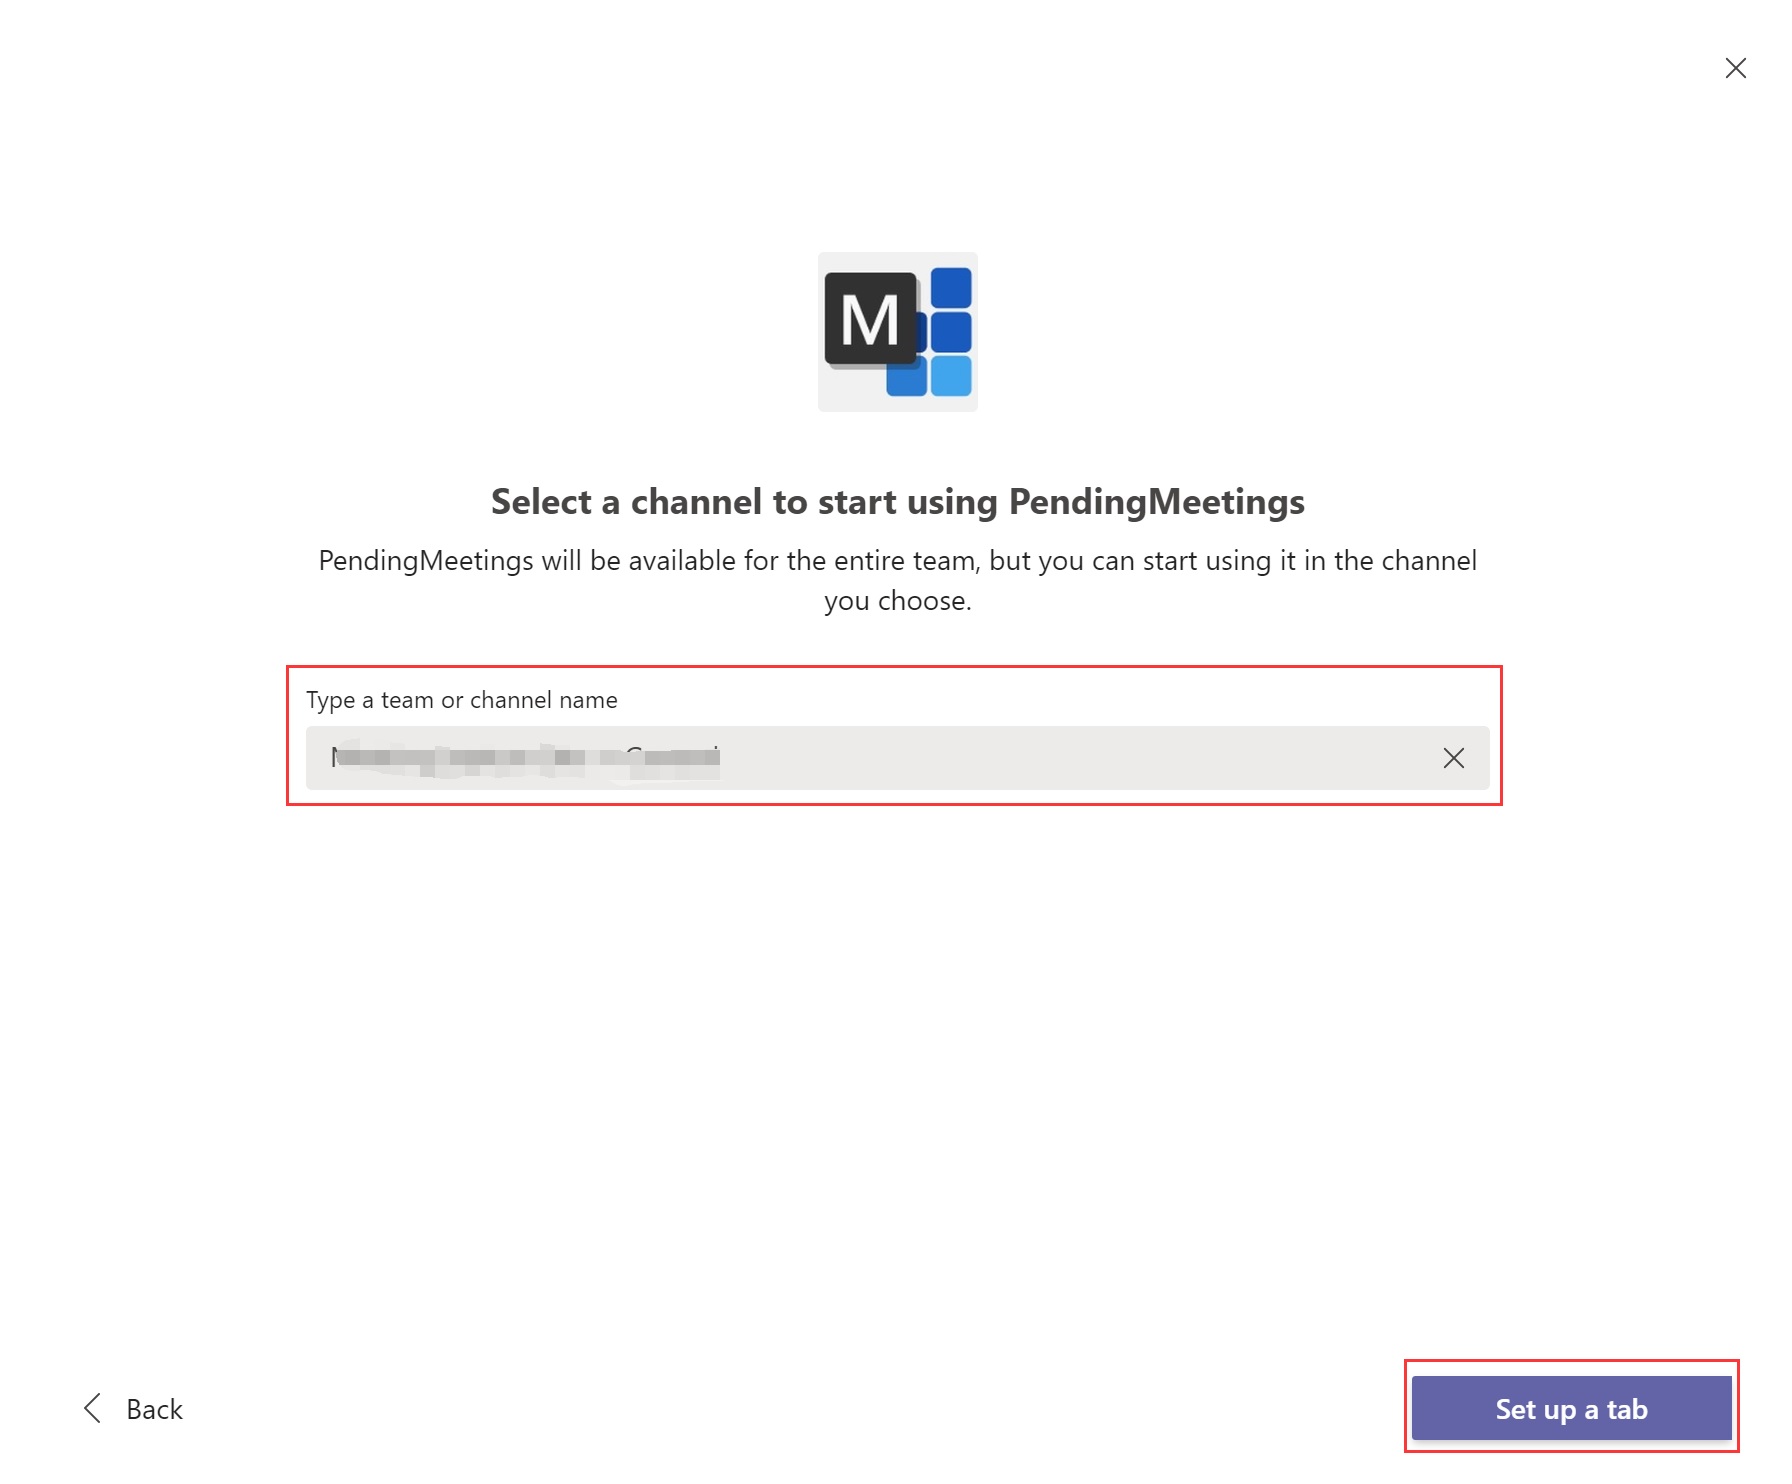 M
Select a channel to start using PendingMeetings
PendingMeetings will be available for the entire team, but you can start using it in the channel
you choose.
Type a team or channel name
Back
Set up a tab